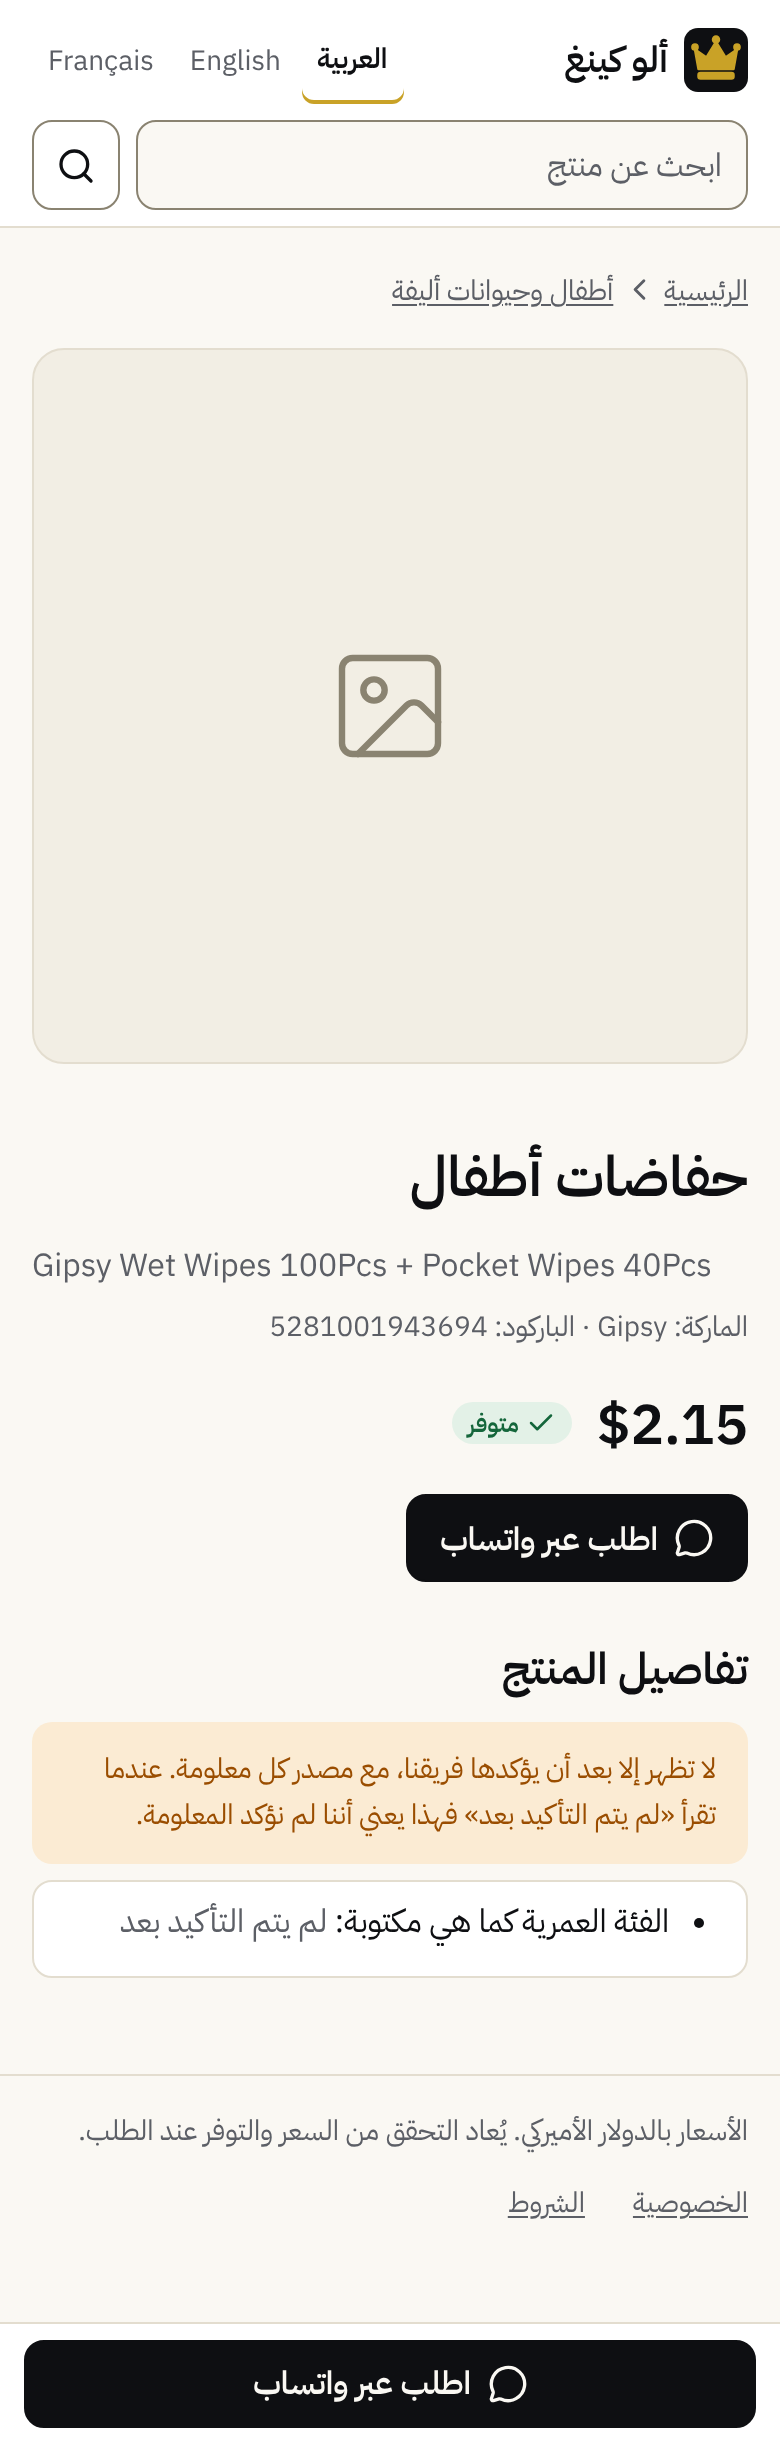 ألو كينغ
العربية
English
Français
ابحث عن منتج
الرئيسية
أطفال وحيوانات أليفة
حفاضات أطفال
Gipsy Wet Wipes 100Pcs + Pocket Wipes 40Pcs
الماركة: Gipsy · الباركود: 5281001943694
$2.15
متوفر
اطلب عبر واتساب
تفاصيل المنتج
لا تظهر إلا بعد أن يؤكدها فريقنا، مع مصدر كل معلومة. عندما
تقرأ «لم يتم التأكيد بعد» فهذا يعني أننا لم نؤكد المعلومة.
• الفئة العمرية كما هي مكتوبة: لم يتم التأكيد بعد
الأسعار بالدولار الأميركي. يُعاد التحقق من السعر والتوفر عند الطلب.
الخصوصية
الشروط
اطلب عبر واتساب